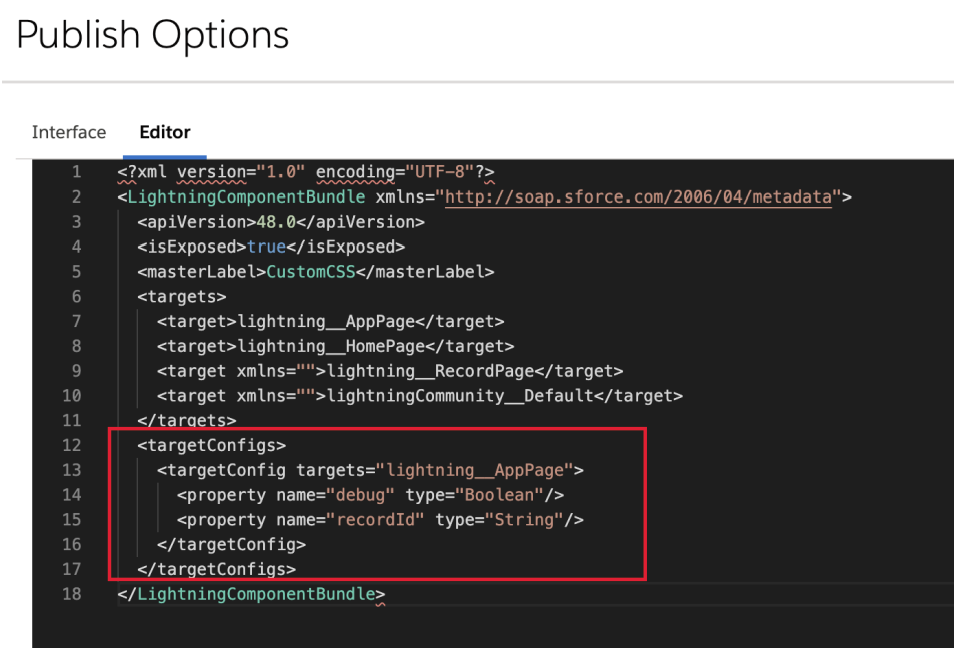 Publish Options
Interface Editor
1 <?xml version="1.0" encoding="UTF-8"?>
2 <LightningComponentBundle xmlns="http://soap.sforce.com/2006/04/metadata">
3 <apiVersion>48.0</apiVersion>
4 <isExposed>true</isExposed>
5 <masterLabel>CustomCSS</masterLabel>
6 <targets>
7 <target>lightning__AppPage</target>
8 <target>lightning__HomePage</target>
9 <target xmlns="">lightning__RecordPage</target>
10 <target xmlns="">lightningCommunity__Default</target>
11 </targets>
12 <targetConfigs>
13 <targetConfig targets="lightning__AppPage">
14 <property name="debug" type="Boolean"/>
15 <property name="recordId" type="String"/>
16 </targetConfig>
17 </targetConfigs>
18 </LightningComponentBundle>